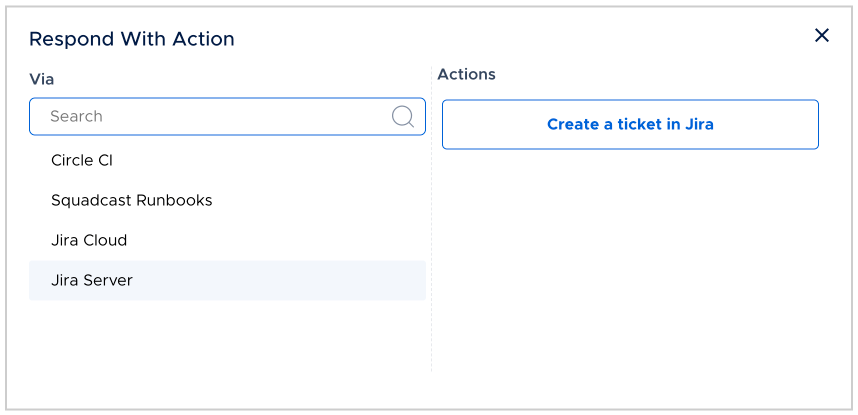 Respond With Action
Via
Search
Circle CI
Squadcast Runbooks
Jira Cloud
Jira Server
Actions
Create a ticket in Jira